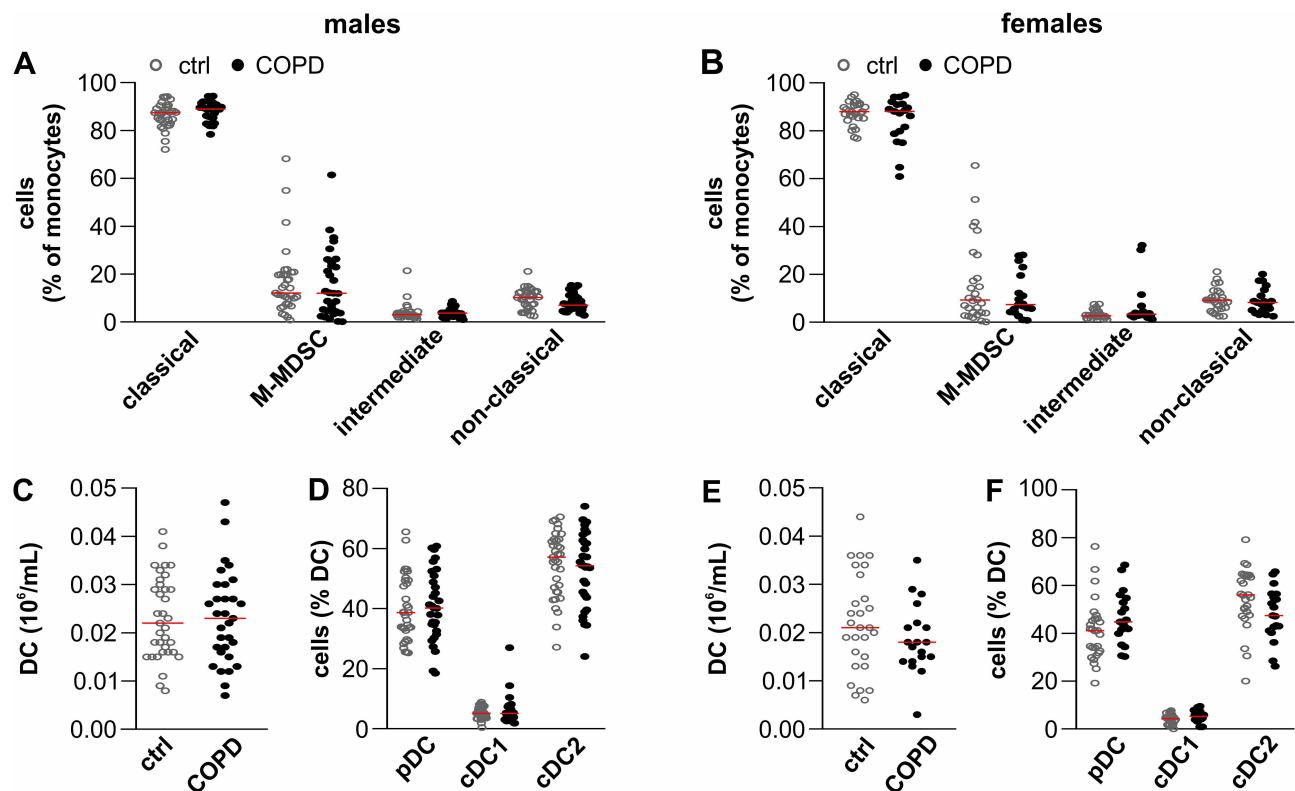 males
females
A
ctrl
COPD
cells
(% of monocytes)
100
80
60
40
20
0
classical
M-MDSC
intermediate
non-classical
B
ctrl
COPD
cells
(% of monocytes)
100
80
60
40
20
0
classical
M-MDSC
intermediate
non-classical
C
DC (10⁶/mL)
0.05
0.04
0.03
0.02
0.01
0.00
ctrl
COPD
D
cells (% DC)
80
60
40
20
0
pDC
cDC1
cDC2
E
DC (10⁶/mL)
0.05
0.04
0.03
0.02
0.01
0.00
ctrl
COPD
F
cells (% DC)
100
80
60
40
20
0
pDC
cDC1
cDC2